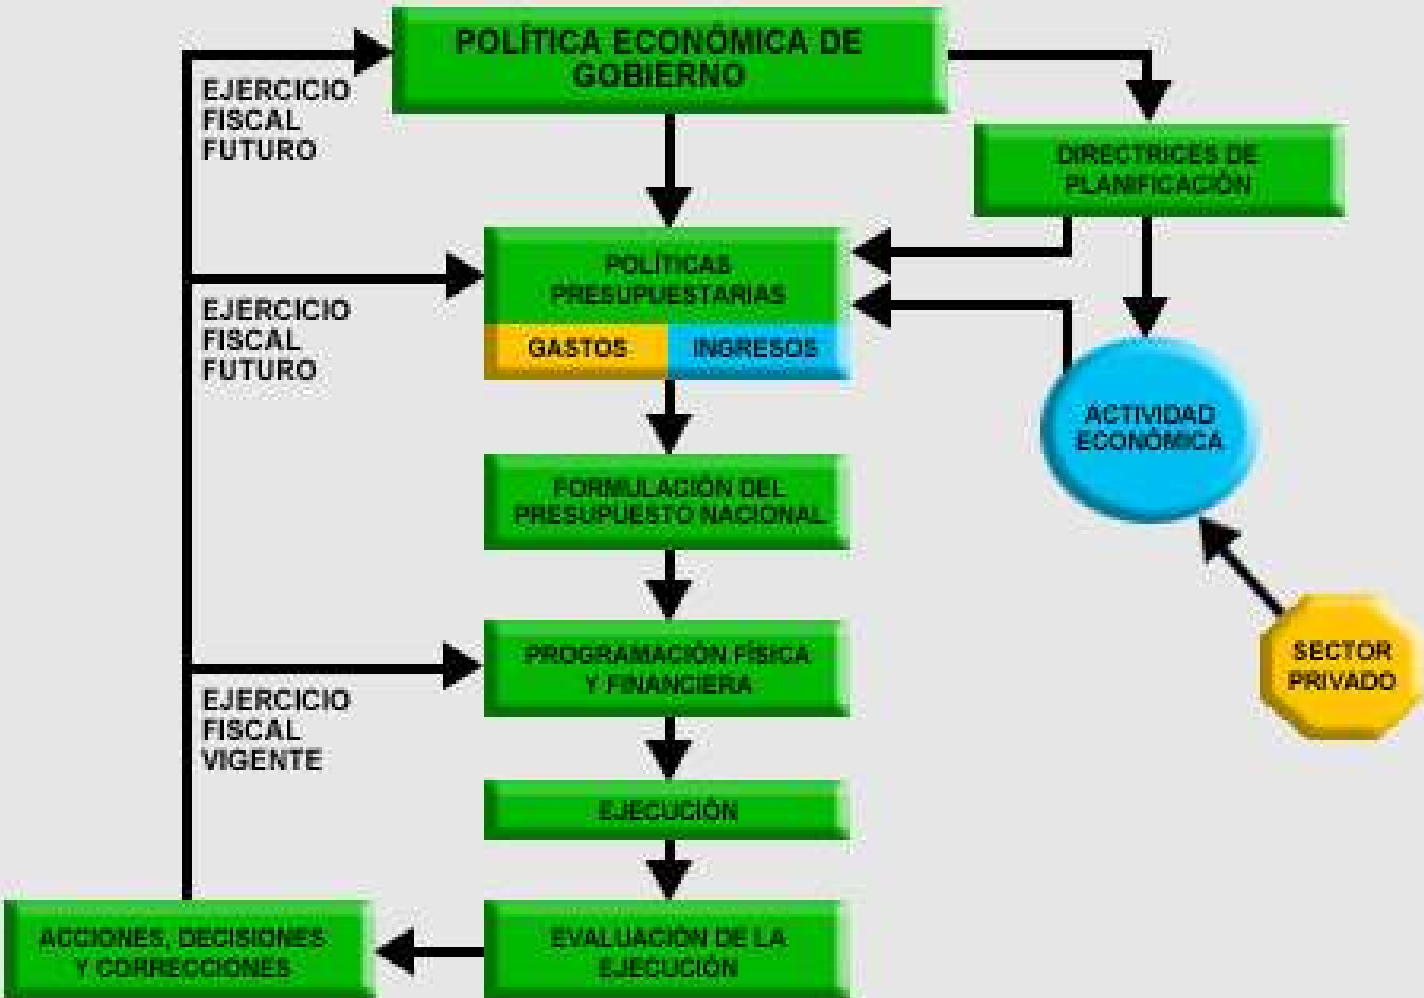 POLÍTICA ECONÓMICA DE
GOBIERNO
EJERCICIO
FISCAL
FUTURO
DIRECTRICES DE
PLANIFICACIÓN
POLÍTICAS
PRESUPUESTARIAS
GASTOS
INGRESOS
EJERCICIO
FISCAL
FUTURO
ACTIVIDAD
ECONÓMICA
FORMULACIÓN DEL
PRESUPUESTO NACIONAL
SECTOR
PRIVADO
PROGRAMACIÓN FÍSICA
Y FINANCIERA
EJERCICIO
FISCAL
VIGENTE
EJECUCIÓN
EVALUACIÓN DE LA
EJECUCIÓN
ACCIONES, DECISIONES
Y CORRECCIONES